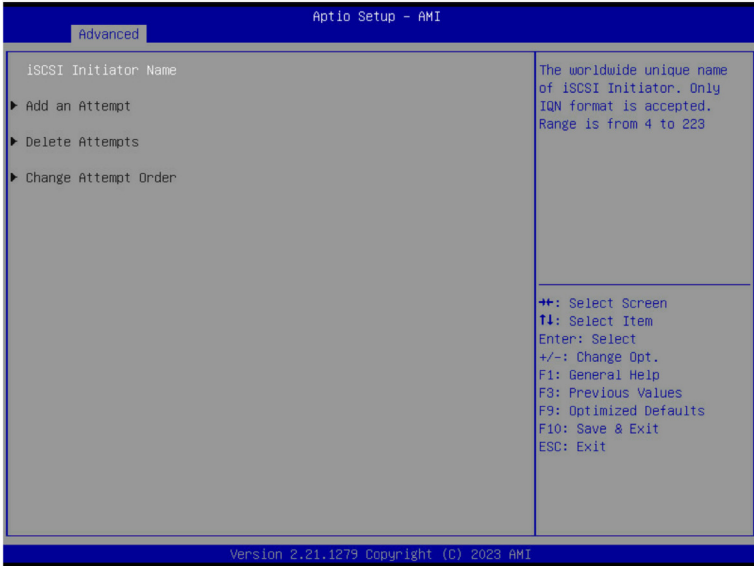 Aptio Setup – AMI
Advanced
iSCSI Initiator Name
▶ Add an Attempt
▶ Delete Attempts
▶ Change Attempt Order
The worldwide unique name
of iSCSI Initiator. Only
IQN format is accepted.
Range is from 4 to 223
→←: Select Screen
↑↓: Select Item
Enter: Select
+/-: Change Opt.
F1: General Help
F3: Previous Values
F9: Optimized Defaults
F10: Save & Exit
ESC: Exit
Version 2.21.1279 Copyright (C) 2023 AMI